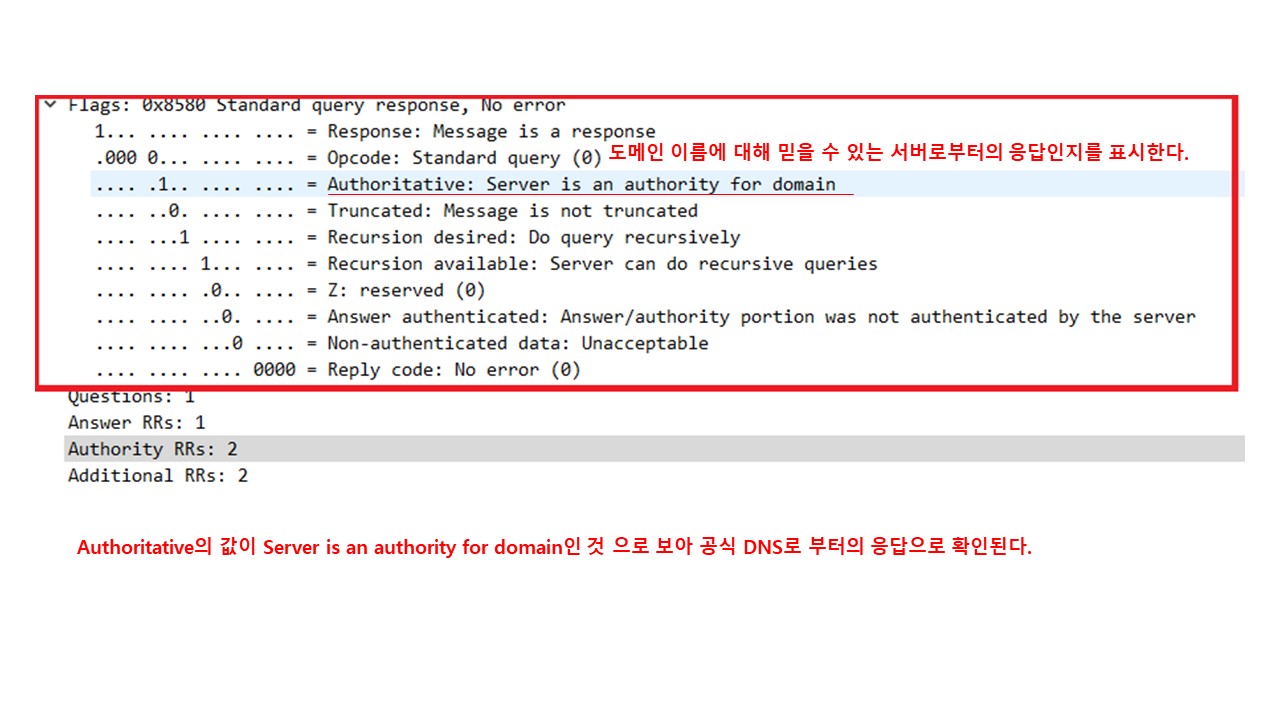 Flags: 0x8580 Standard query response, No error
1... .... .... .... = Response: Message is a response
.000 0... .... .... = Opcode: Standard query (0)
도메인 이름에 대해 믿을 수 있는 서버로부터의 응답인지를 표시한다.
.... .1.. .... .... = Authoritative: Server is an authority for domain
.... ..0. .... .... = Truncated: Message is not truncated
.... ...1 .... .... = Recursion desired: Do query recursively
.... .... 1... .... = Recursion available: Server can do recursive queries
.... .... .0.. .... = Z: reserved (0)
.... .... ..0. .... = Answer authenticated: Answer/authority portion was not authenticated by the server
.... .... ...0 .... = Non-authenticated data: Unacceptable
.... .... .... 0000 = Reply code: No error (0)
Questions: 1
Answer RRs: 1
Authority RRs: 2
Additional RRs: 2
Authoritative의 값이 Server is an authority for domain인 것 으로 보아 공식 DNS로 부터의 응답으로 확인된다.